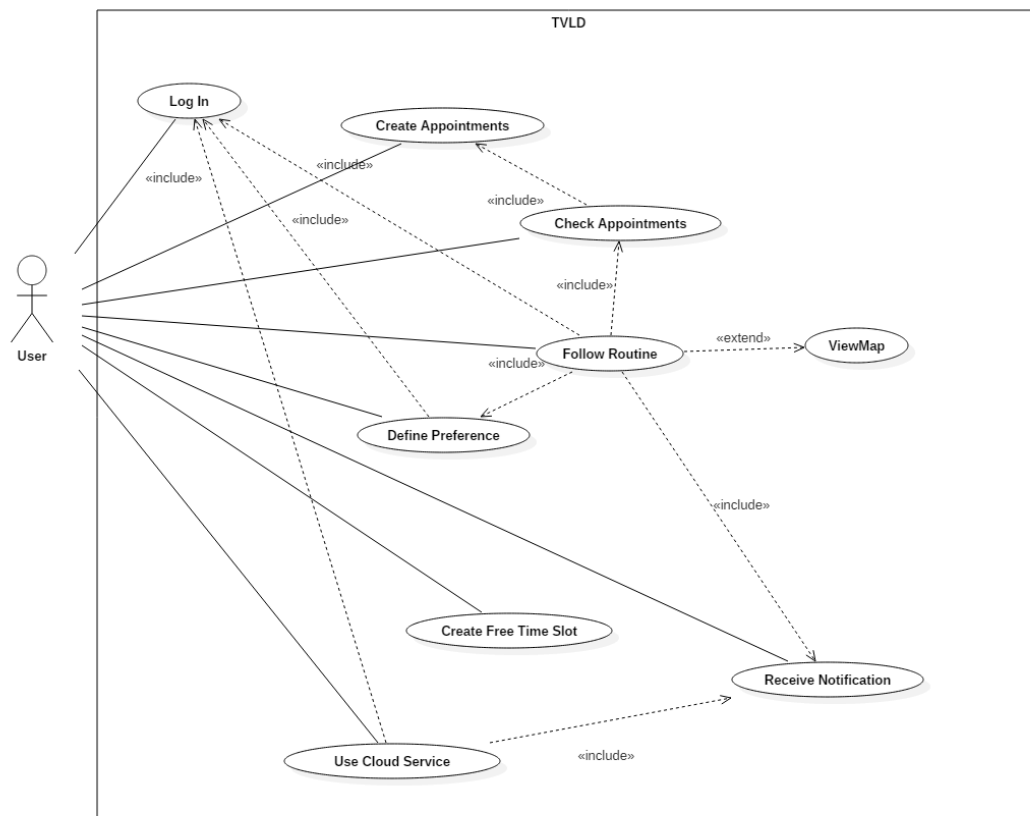 TVLD
Log In
Create Appointments
«include»
«include»
«include»
«include»
Check Appointments
«include»
User
Follow Routine
«extend»
ViewMap
«include»
Define Preference
«include»
Create Free Time Slot
Receive Notification
Use Cloud Service
«include»